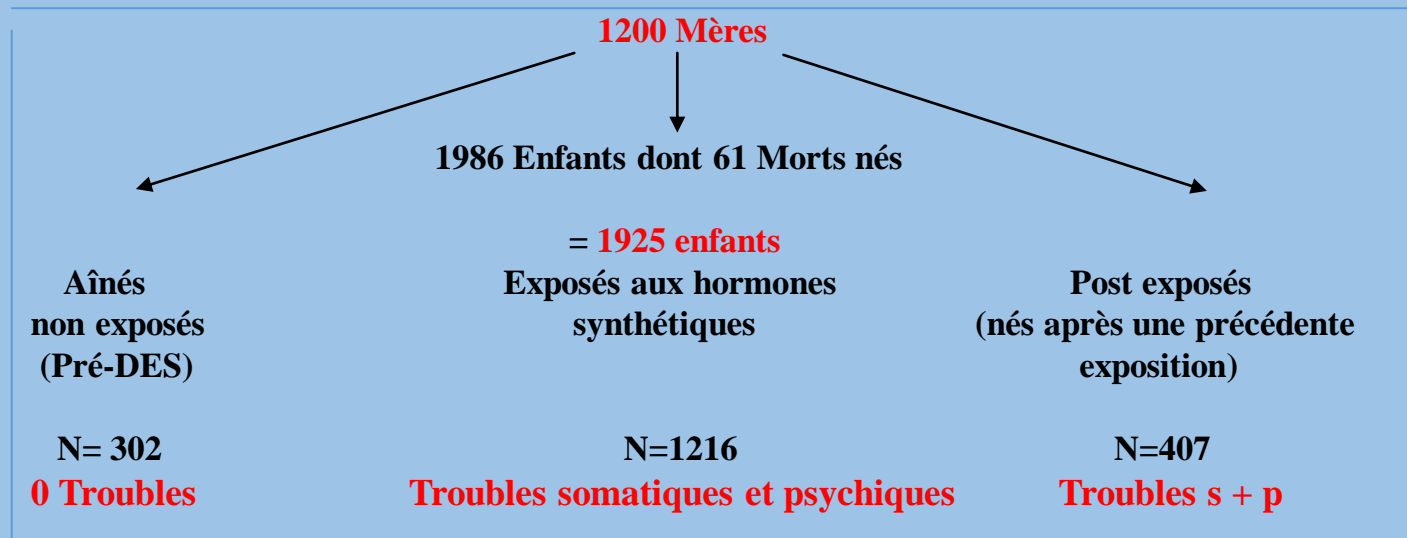 1200 Mères
1986 Enfants dont 61 Morts nés
= 1925 enfants
Aînés
non exposés
(Pré-DES)
N= 302
0 Troubles
Exposés aux hormones
synthétiques
N=1216
Troubles somatiques et psychiques
Post exposés
(nés après une précédente
exposition)
N=407
Troubles s + p